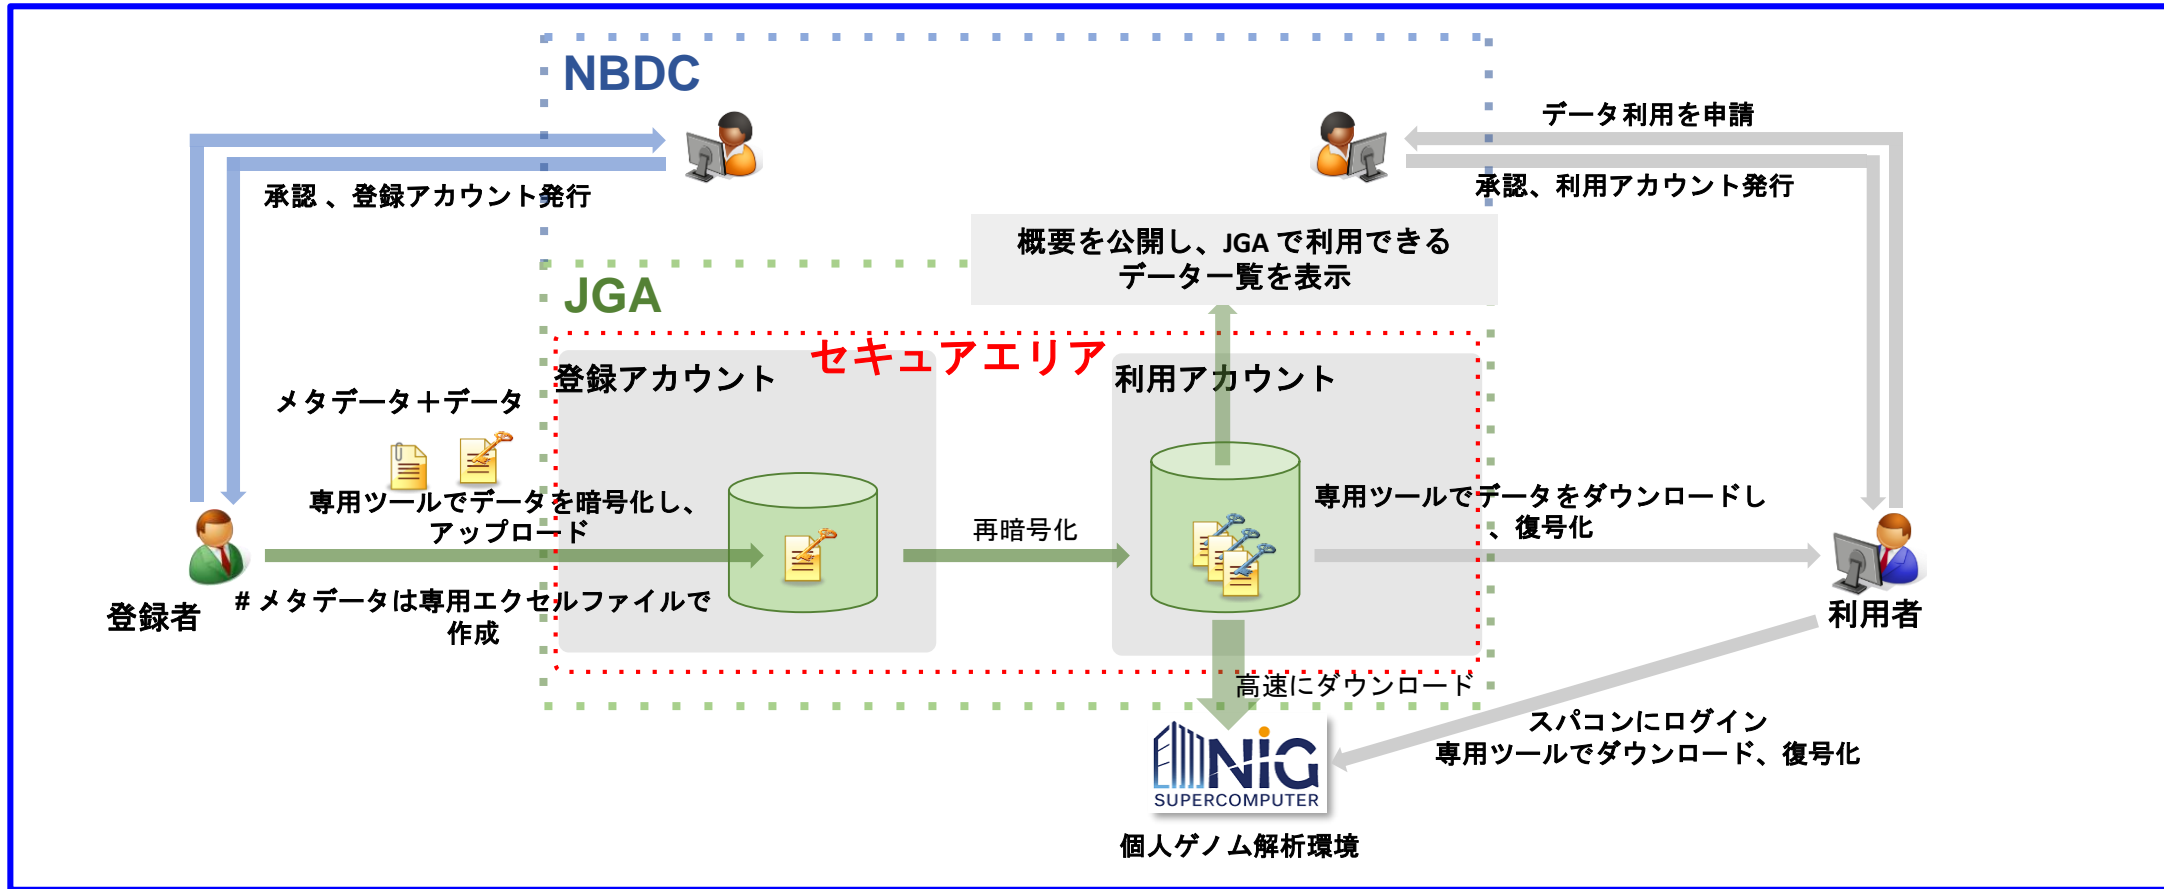 NBDC
データ利用を申請
承認 、登録アカウント発行
承認、利用アカウント発行
概要を公開し、JGA で利用できる
データ一覧を表示
JGA
セキュアエリア
登録アカウント
利用アカウント
メタデータ＋データ
専用ツールでデータを暗号化し、
アップロード
再暗号化
専用ツールでデータをダウンロードし
、復号化
# メタデータは専用エクセルファイルで
作成
登録者
利用者
高速にダウンロード
スパコンにログイン
専用ツールでダウンロード、復号化
NIG
SUPERCOMPUTER
個人ゲノム解析環境